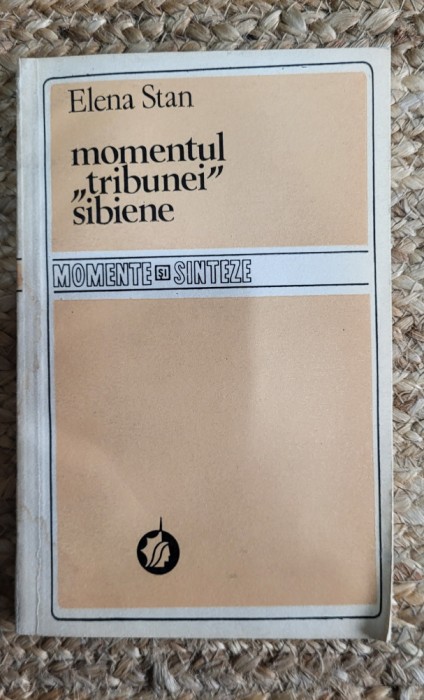 Elena Stan
momentul
„tribunei”
sibiene
MOMENTE ȘI SINTEZE